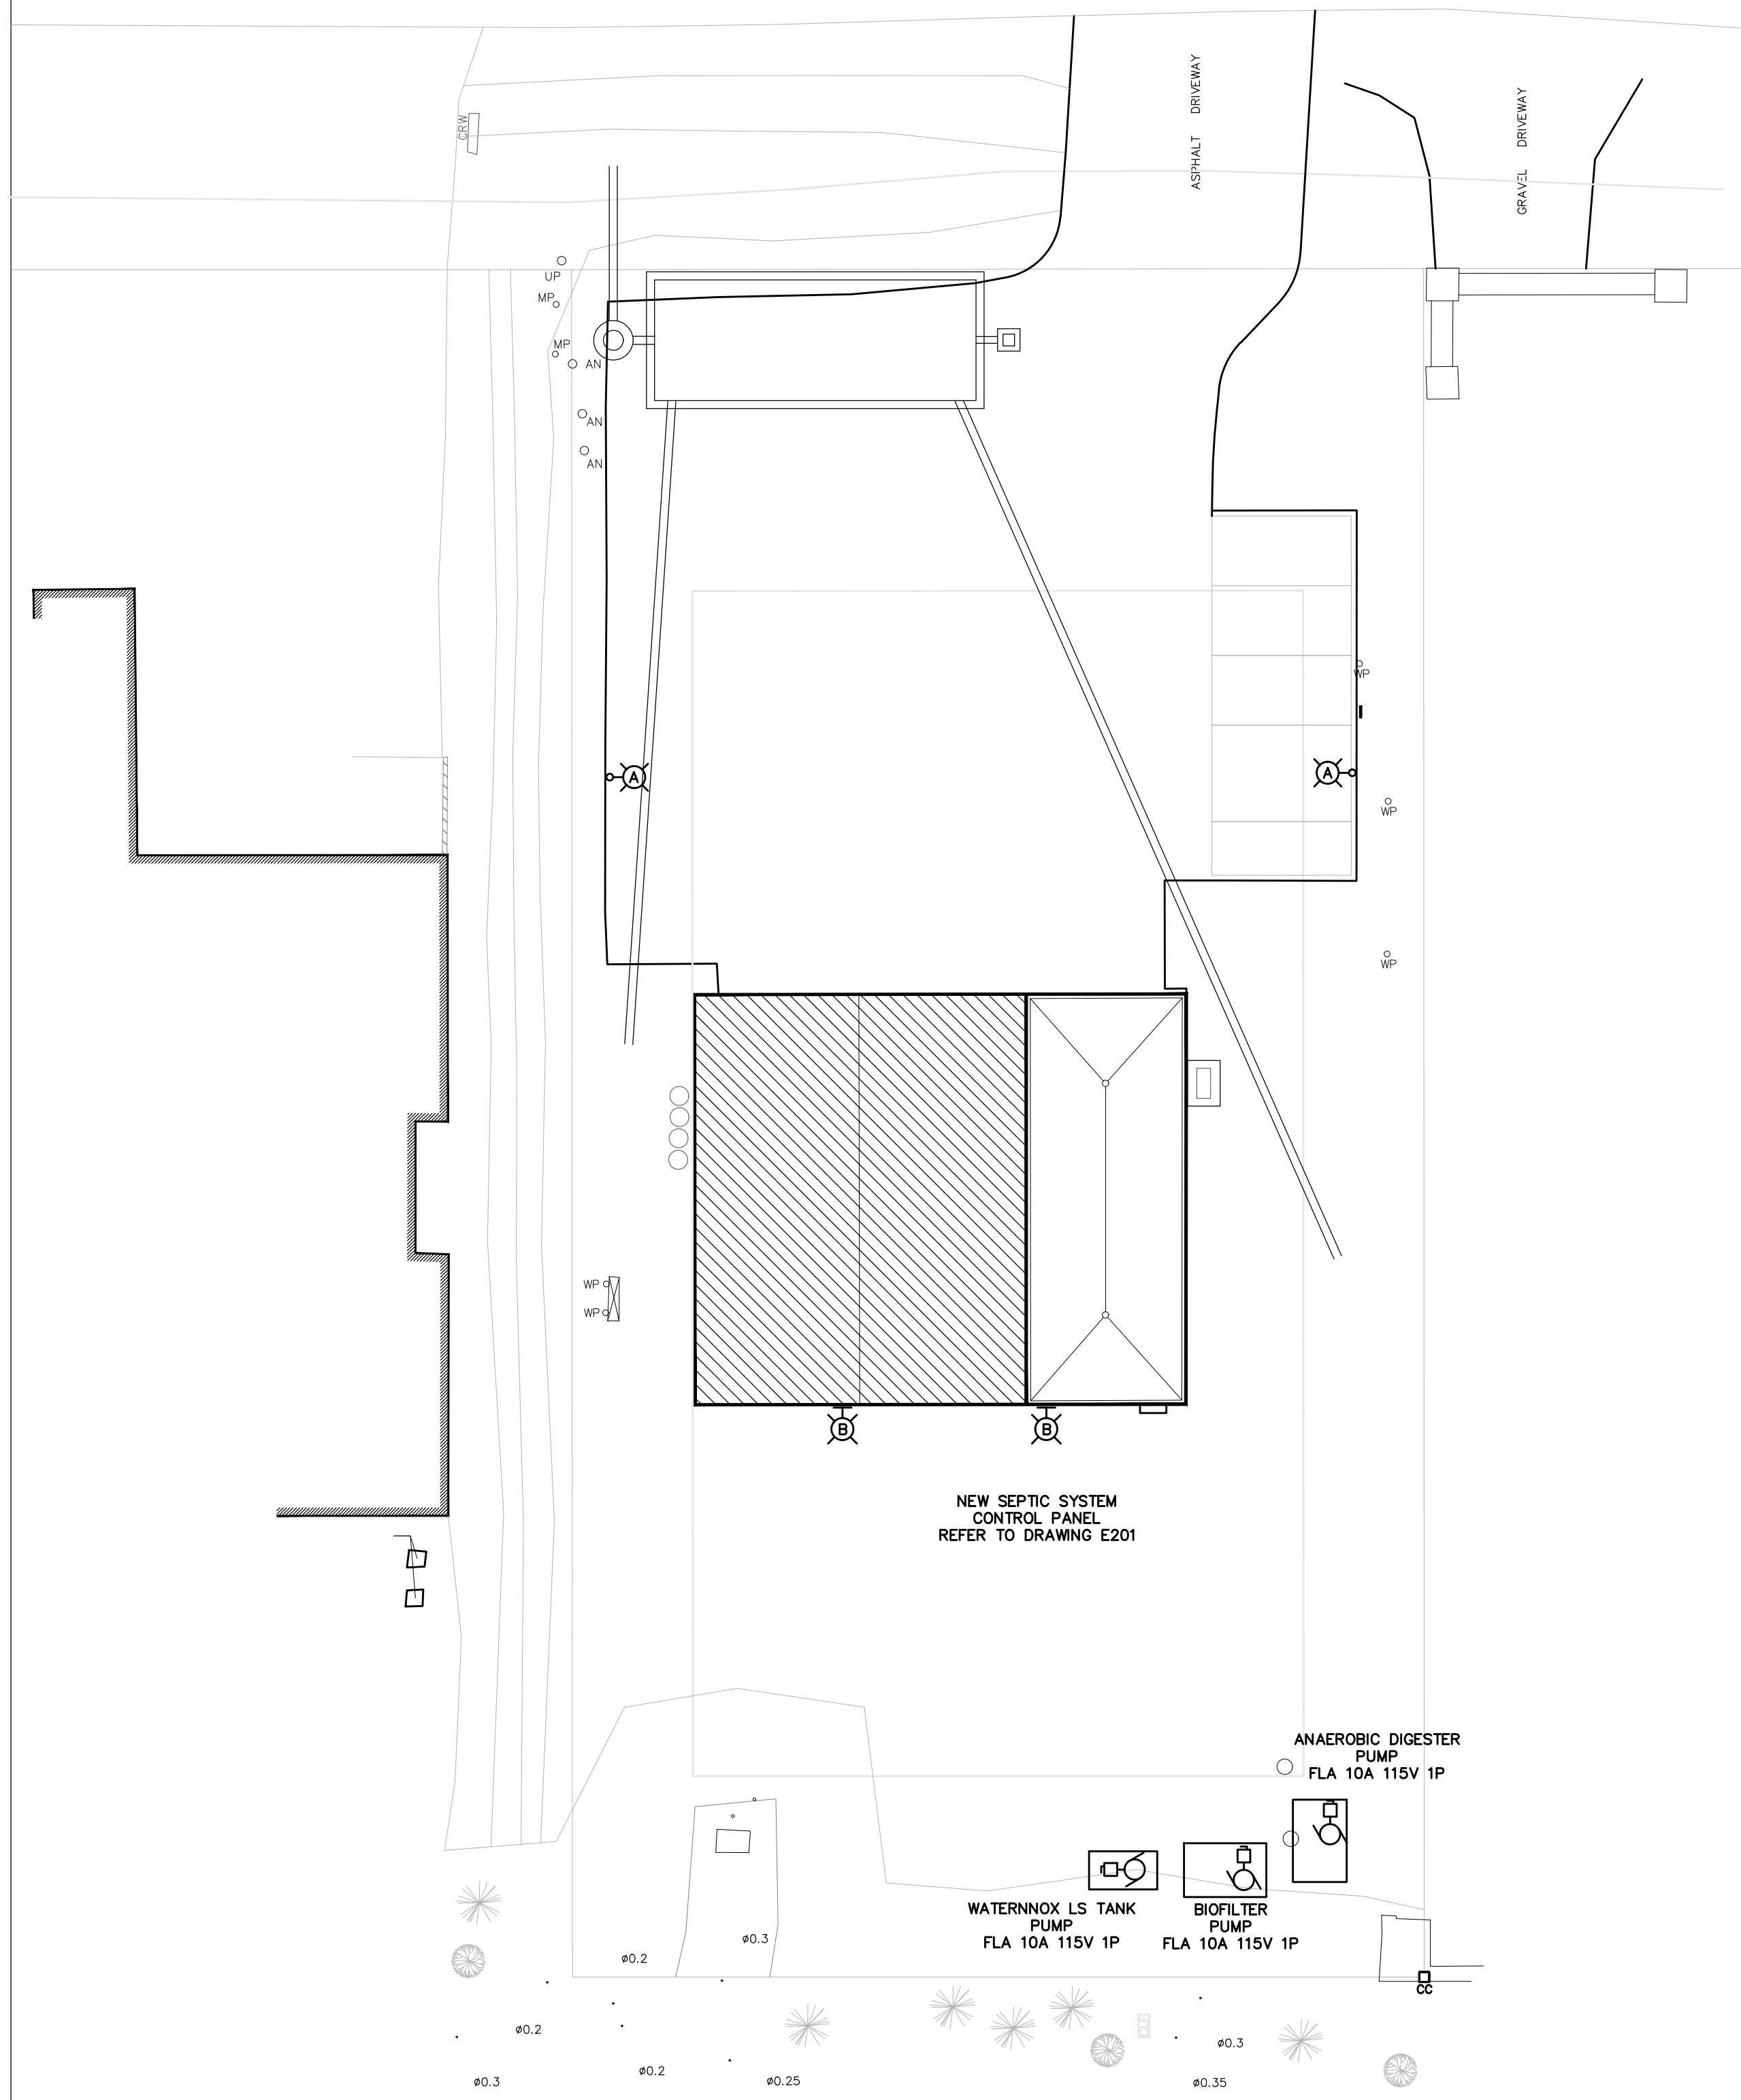 ASPHALT DRIVEWAY
GRAVEL DRIVEWAY
CRW
UP
MP
MP
AN
AN
AN
WP
A
A
WP
WP
WP
WP
B
B
NEW SEPTIC SYSTEM
CONTROL PANEL
REFER TO DRAWING E201
ANAEROBIC DIGESTER
PUMP
FLA 10A 115V 1P
WATERNNOX LS TANK
PUMP
FLA 10A 115V 1P
BIOFILTER
PUMP
FLA 10A 115V 1P
ø0.3
ø0.2
CC
ø0.2
ø0.3
ø0.2
ø0.25
ø0.3
ø0.35